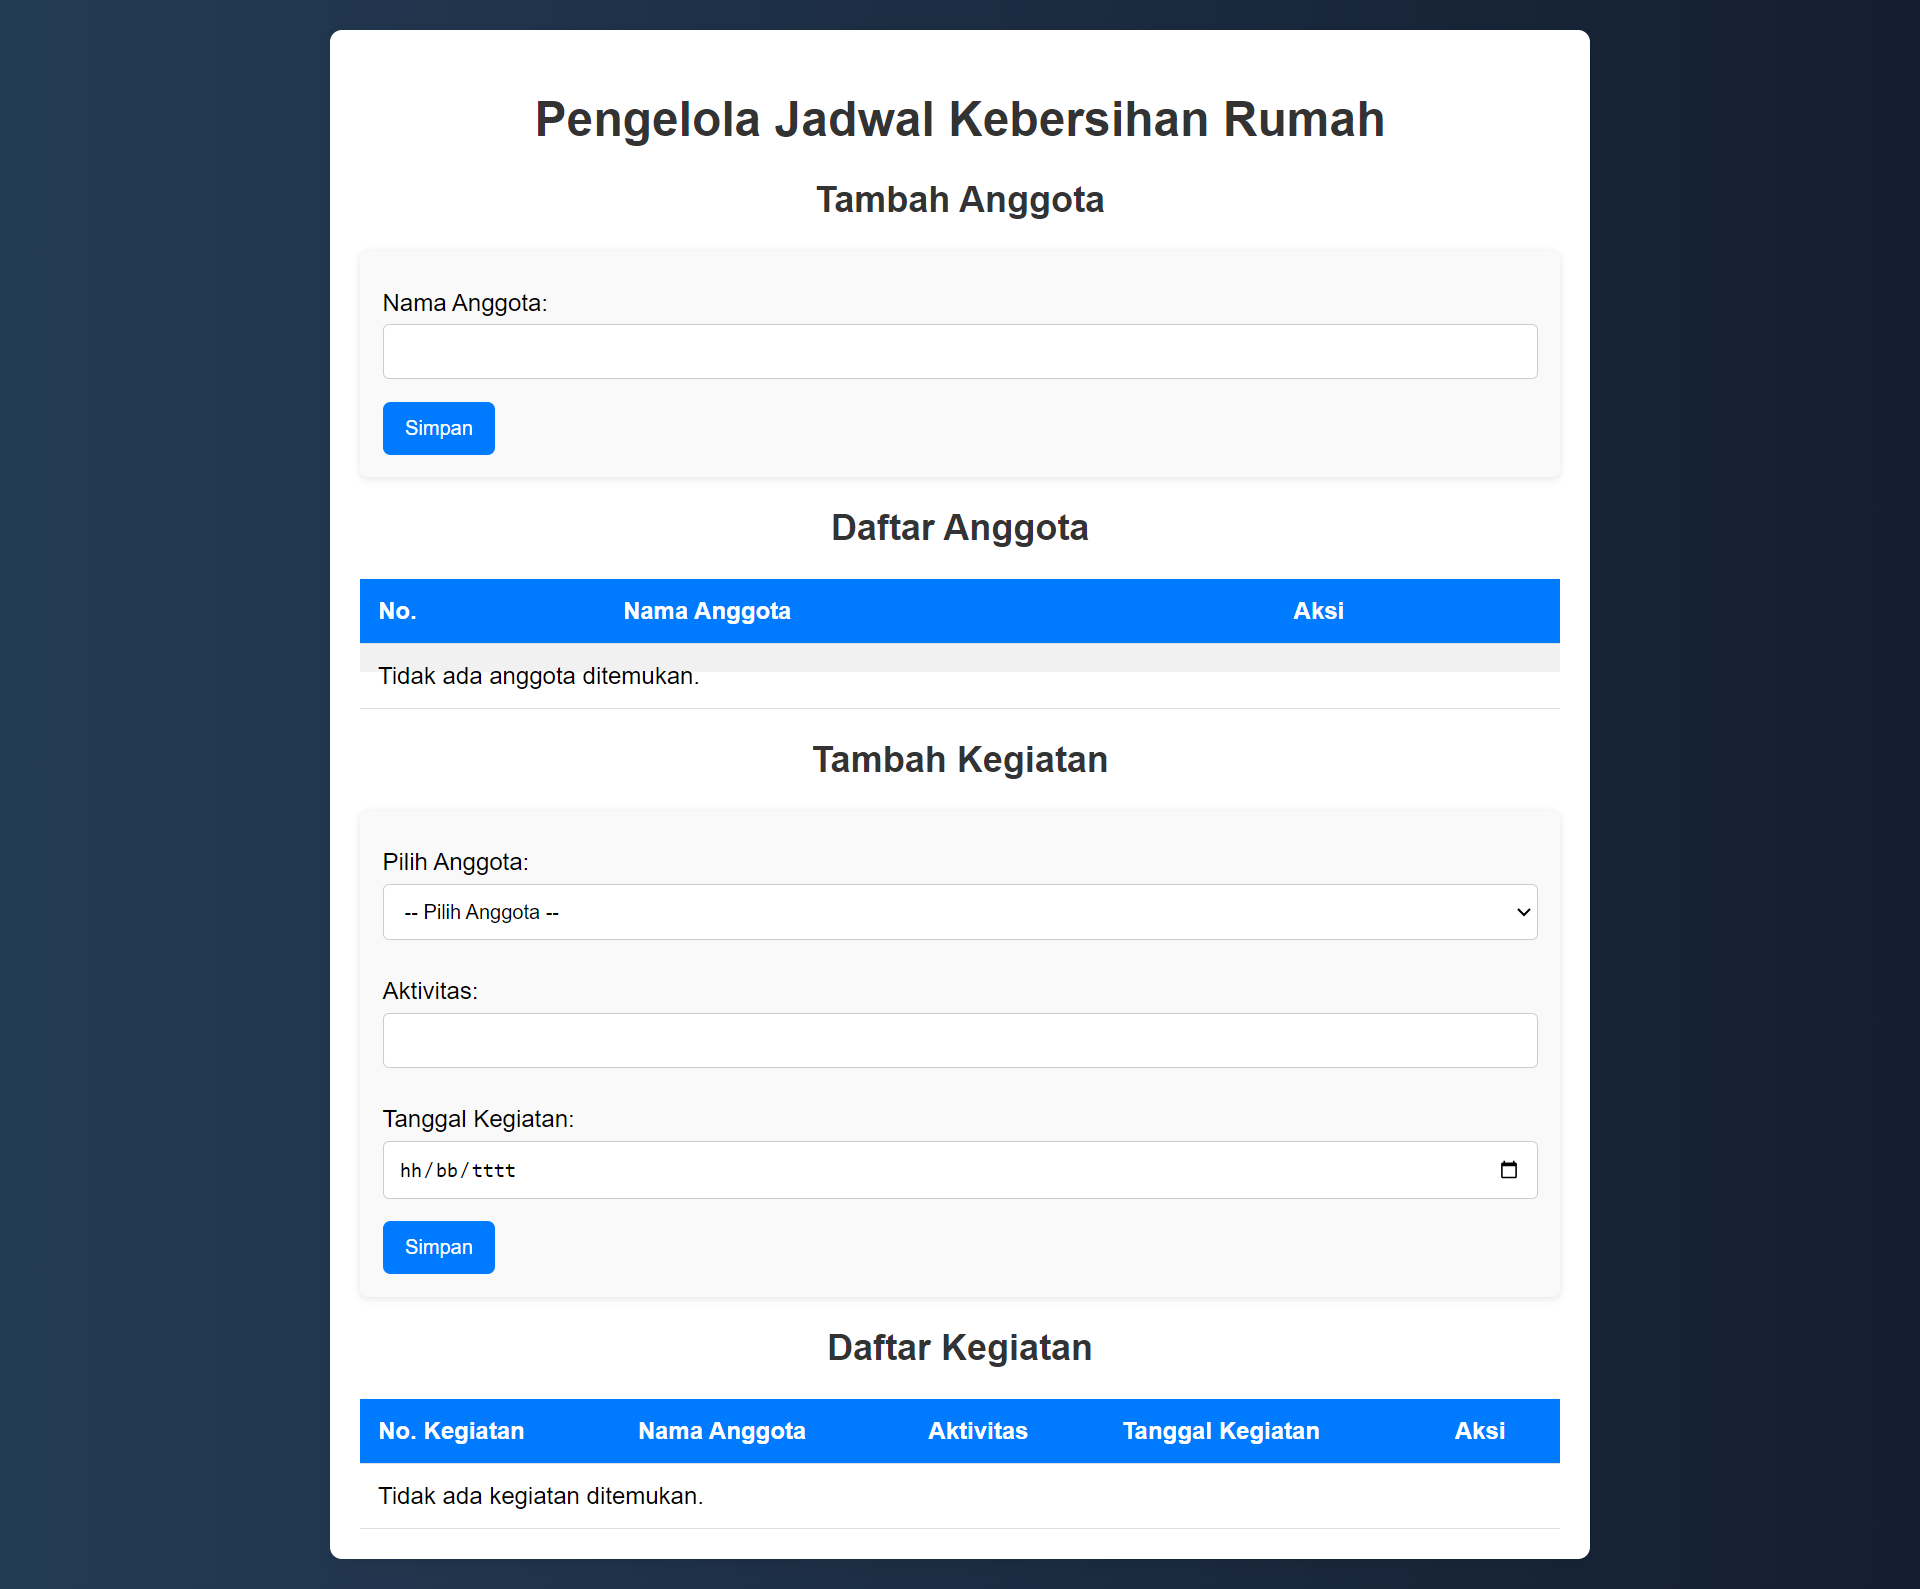 Pengelola Jadwal Kebersihan Rumah
Tambah Anggota
Nama Anggota:
Simpan
Daftar Anggota
No. Nama Anggota Aksi
Tidak ada anggota ditemukan.
Tambah Kegiatan
Pilih Anggota:
-- Pilih Anggota --
Aktivitas:
Tanggal Kegiatan:
hh/bb/tttt
Simpan
Daftar Kegiatan
No. Kegiatan Nama Anggota Aktivitas Tanggal Kegiatan Aksi
Tidak ada kegiatan ditemukan.